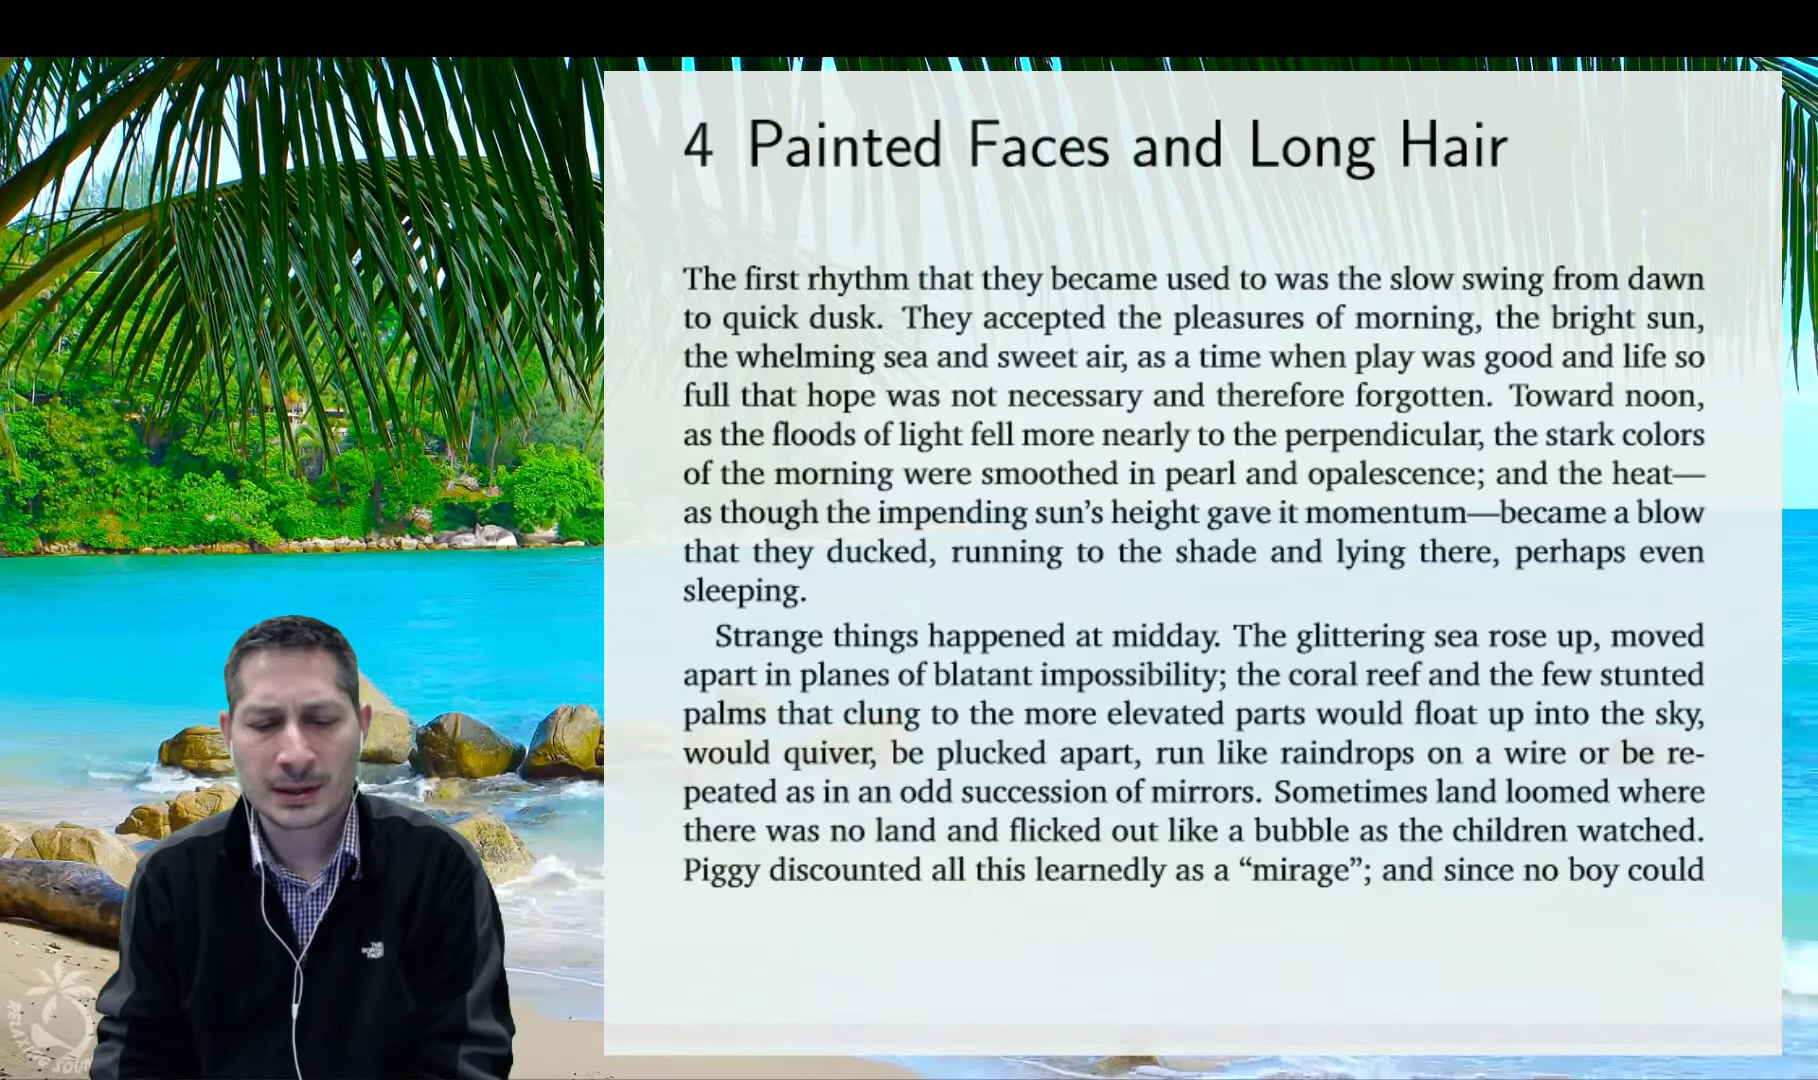 4 Painted Faces and Long Hair
The first rhythm that they became used to was the slow swing from dawn
to quick dusk. They accepted the pleasures of morning, the bright sun,
the whelming sea and sweet air, as a time when play was good and life so
full that hope was not necessary and therefore forgotten. Toward noon,
as the floods of light fell more nearly to the perpendicular, the stark colors
of the morning were smoothed in pearl and opalescence; and the heat—
as though the impending sun's height gave it momentum—became a blow
that they ducked, running to the shade and lying there, perhaps even
sleeping.
Strange things happened at midday. The glittering sea rose up, moved
apart in planes of blatant impossibility; the coral reef and the few stunted
palms that clung to the more elevated parts would float up into the sky,
would quiver, be plucked apart, run like raindrops on a wire or be re-
peated as in an odd succession of mirrors. Sometimes land loomed where
there was no land and flicked out like a bubble as the children watched.
Piggy discounted all this learnedly as a “mirage”; and since no boy could
THE
NORTH
FACE